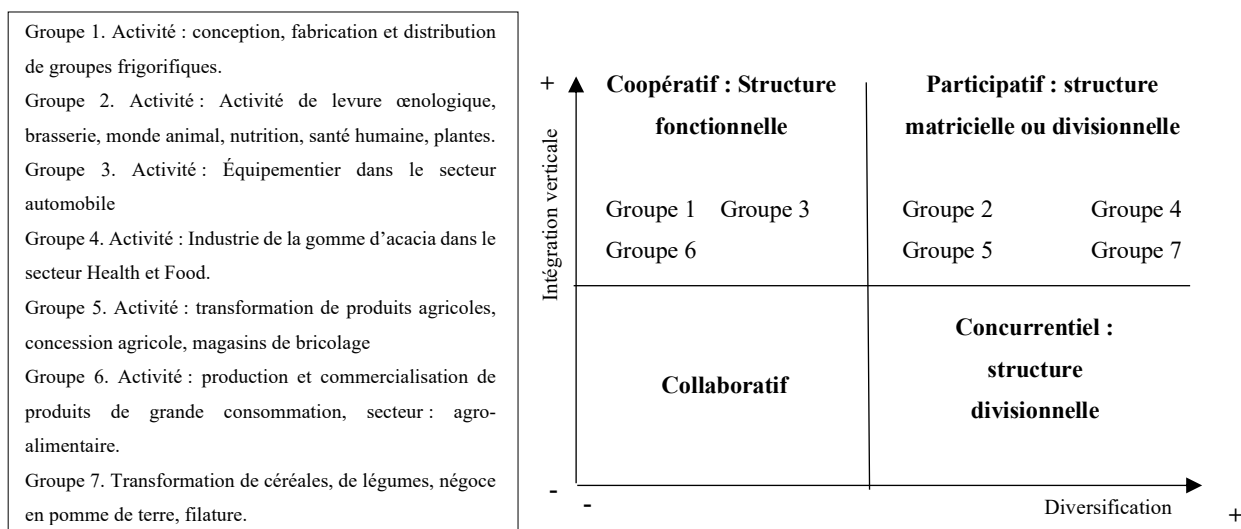 Groupe 1. Activité : conception, fabrication et distribution
de groupes frigorifiques.
Groupe 2. Activité : Activité de levure œnologique,
brasserie, monde animal, nutrition, santé humaine, plantes.
Groupe 3. Activité : Équipementier dans le secteur
automobile
Groupe 4. Activité : Industrie de la gomme d'acacia dans le
secteur Health et Food.
Groupe 5. Activité : transformation de produits agricoles,
concession agricole, magasins de bricolage
Groupe 6. Activité : production et commercialisation de
produits de grande consommation, secteur : agro-
alimentaire.
Groupe 7. Transformation de céréales, de légumes, négoce
en pomme de terre, filature.
+
Intégration verticale
-
Coopératif : Structure
fonctionnelle
Groupe 1 Groupe 3
Groupe 6
Participatif : structure
matricielle ou divisionnelle
Groupe 2 Groupe 4
Groupe 5 Groupe 7
Collaboratif
Concurrentiel :
structure
divisionnelle
-
Diversification
+